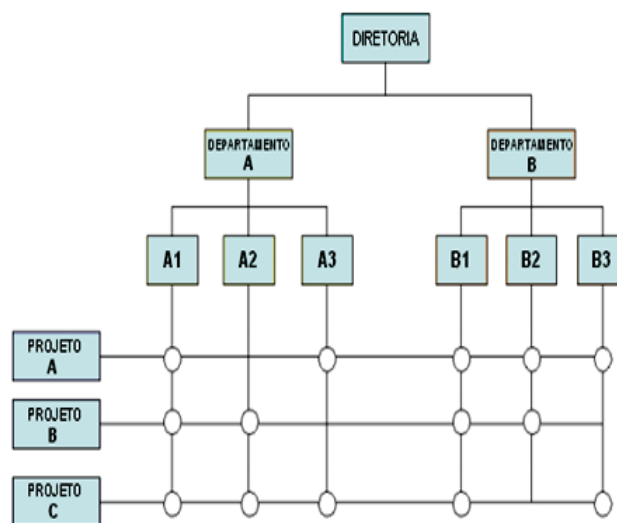 DIRETORIA
DEPARTAMENTO
A
DEPARTAMENTO
B
A1
A2
A3
B1
B2
B3
PROJETO
A
PROJETO
B
PROJETO
C